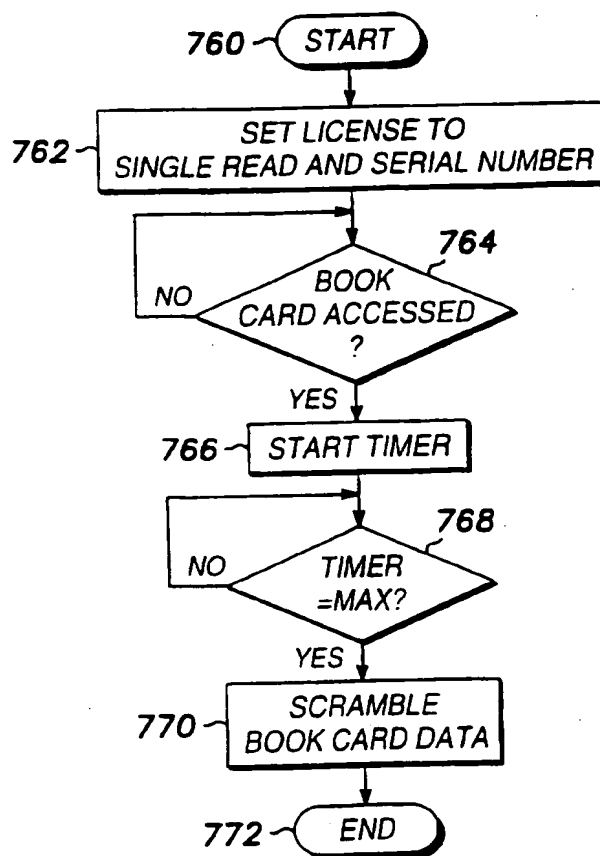 760 START
762 SET LICENSE TO
SINGLE READ AND SERIAL NUMBER
764
BOOK
CARD ACCESSED
?
NO
YES
766 START TIMER
768
TIMER
=MAX?
NO
YES
770 SCRAMBLE
BOOK CARD DATA
772 END